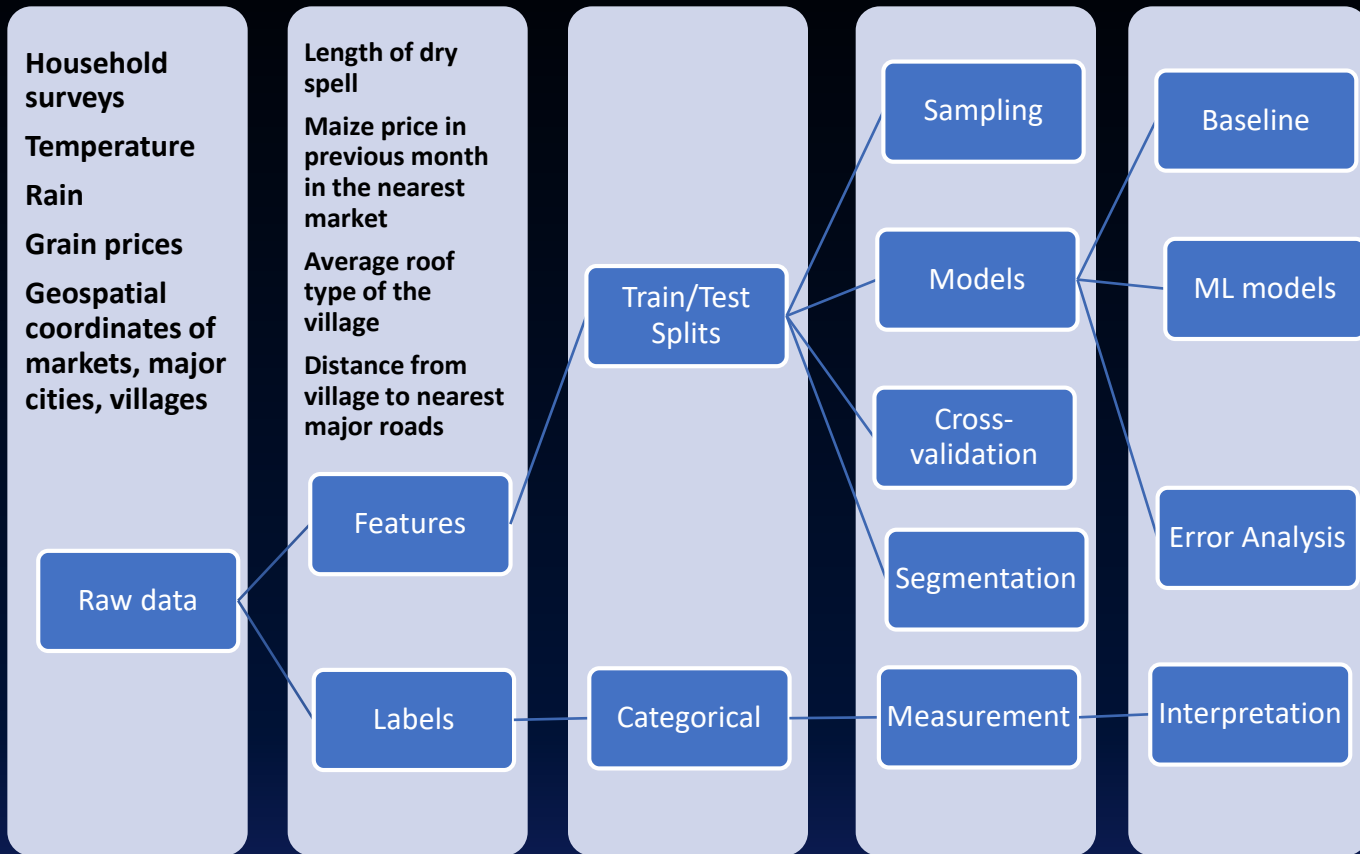 Household
surveys
Temperature
Rain
Grain prices
Geospatial
coordinates of
markets, major
cities, villages
Raw data
Length of dry
spell
Maize price in
previous month
in the nearest
market
Average roof
type of the
village
Distance from
village to nearest
major roads
Features
Labels
Train/Test
Splits
Categorical
Sampling
Models
Cross-
validation
Segmentation
Measurement
Baseline
ML models
Error Analysis
Interpretation